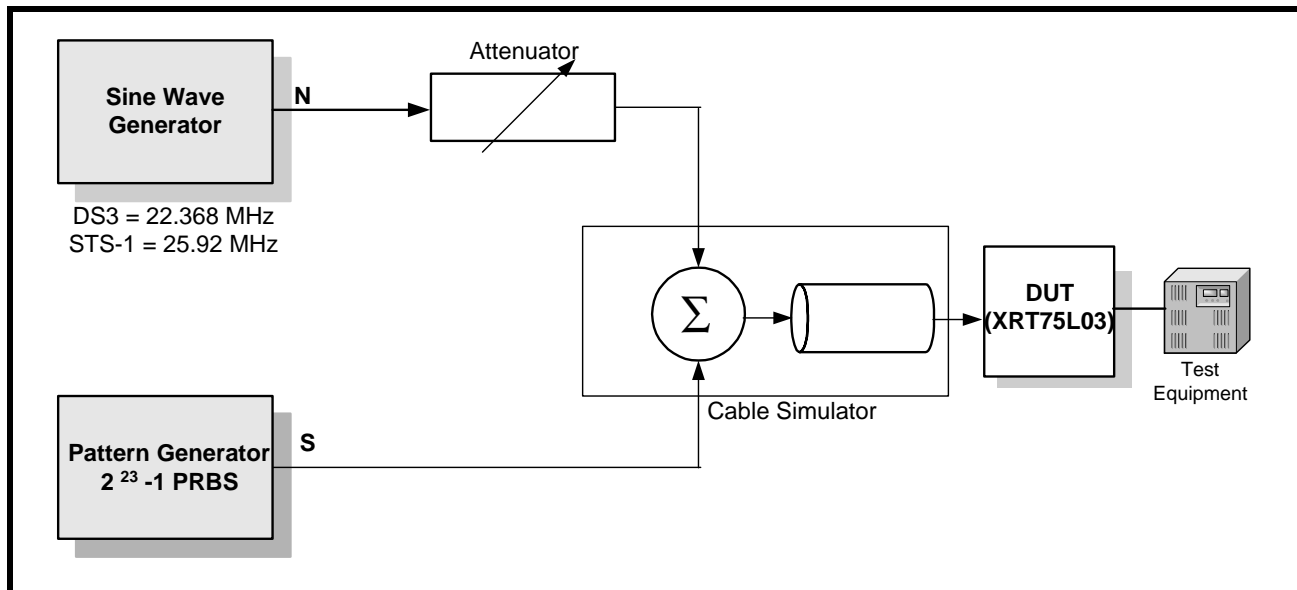 Attenuator
Sine Wave
Generator
N
DS3 = 22.368 MHz
STS-1 = 25.92 MHz
Σ
DUT
(XRT75L03)
Test
Equipment
Cable Simulator
Pattern Generator
2 23 -1 PRBS
S